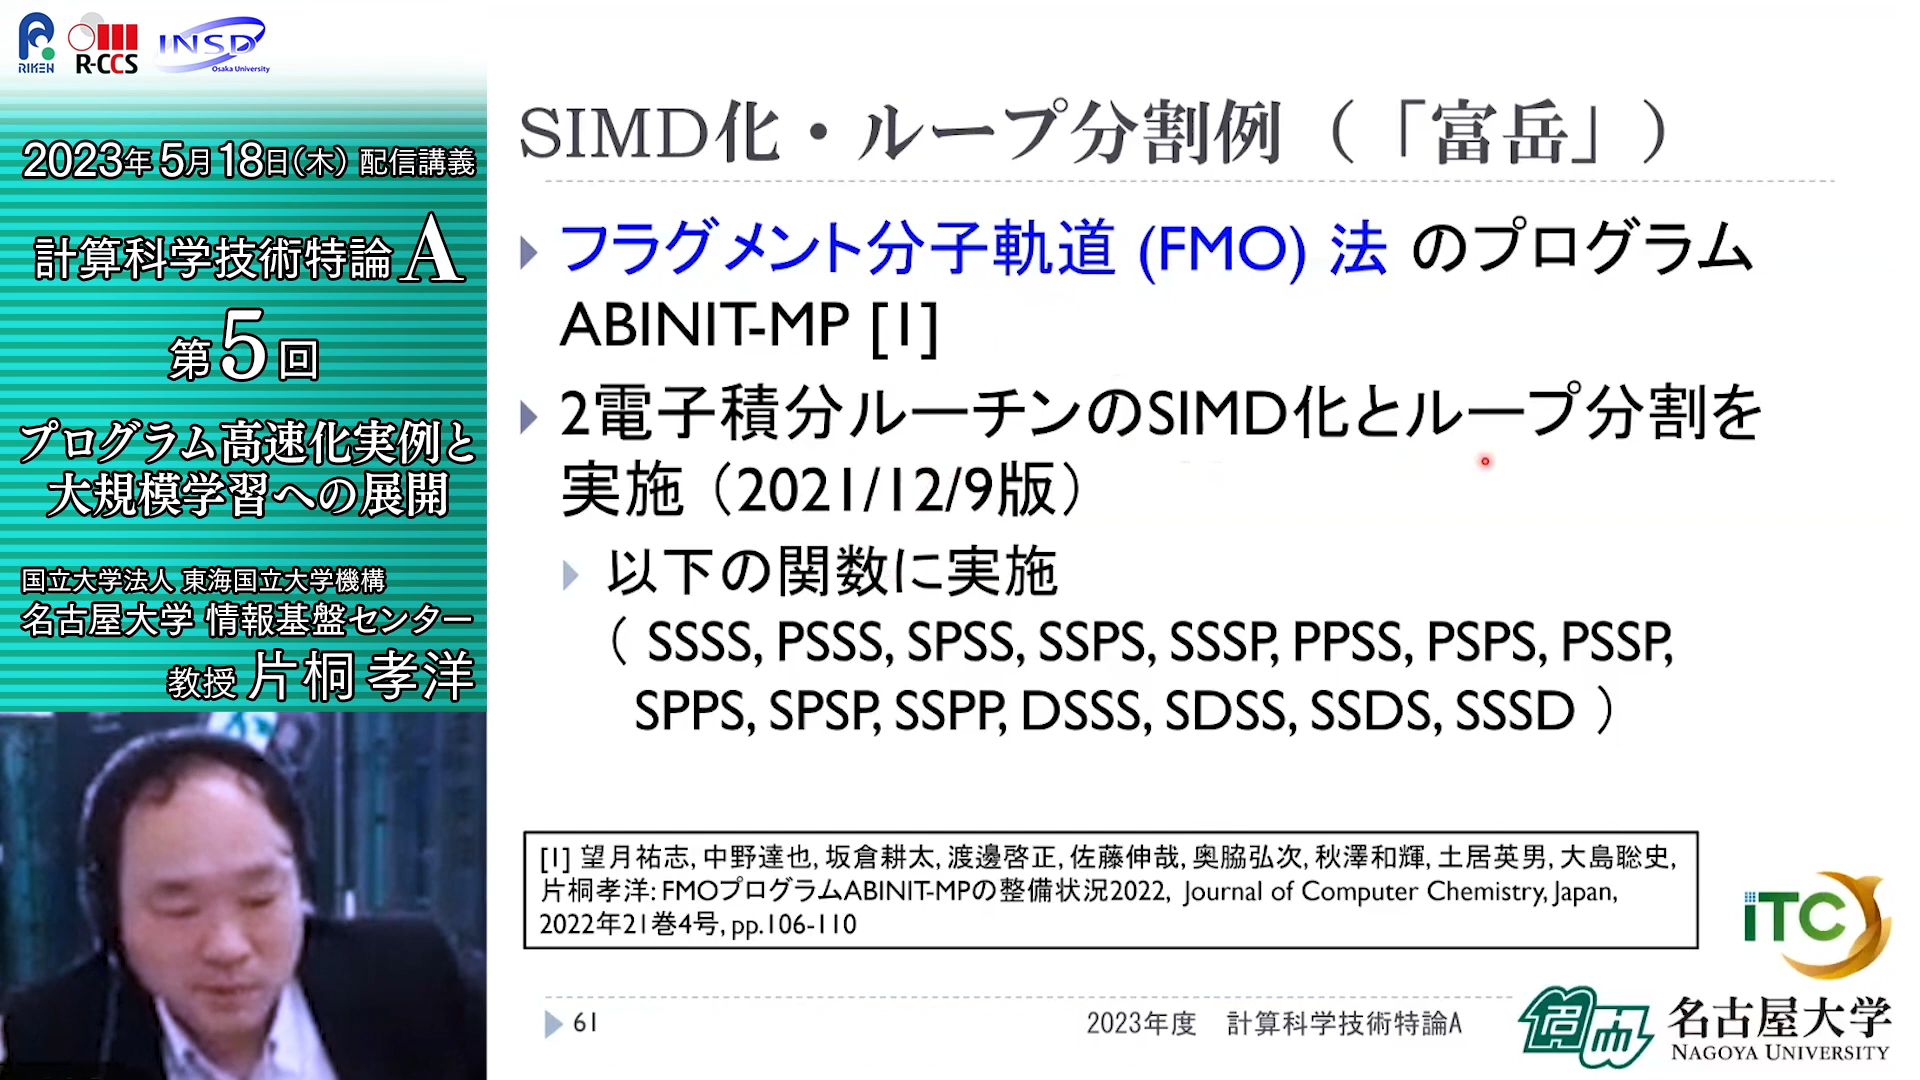 RIKEN
R-CCS
INSD
Osaka University
2023年5月18日(木) 配信講義
計算科学技術特論A
第5回
プログラム高速化実例と
大規模学習への展開
国立大学法人 東海国立大学機構
名古屋大学 情報基盤センター
教授 片桐 孝洋
SIMD化・ループ分割例（「富岳」）
フラグメント分子軌道 (FMO) 法 のプログラム
ABINIT-MP [1]
2電子積分ルーチンのSIMD化とループ分割を
実施（2021/12/9版）
以下の関数に実施
（ SSSS, PSSS, SPSS, SSPS, SSSP, PPSS, PSPS, PSSP,
SPPS, SPSP, SSPP, DSSS, SDSS, SSDS, SSSD ）
[1] 望月祐志, 中野達也, 坂倉耕太, 渡邊啓正, 佐藤伸哉, 奥脇弘次, 秋澤和輝, 土居英男, 大島聡史,
片桐孝洋: FMOプログラムABINIT-MPの整備状況2022, Journal of Computer Chemistry, Japan,
2022年21巻4号, pp.106-110
ITC
61
2023年度 計算科学技術特論A
名古屋大学
NAGOYA UNIVERSITY